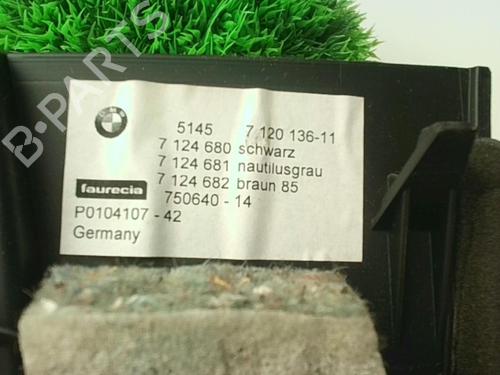 B-PARTS
5145 7 120 136-11
7 124 680 schwarz
7 124 681 nautilusgrau
7 124 682 braun 85
faurecia
750640 - 14
P0104107 - 42
Germany